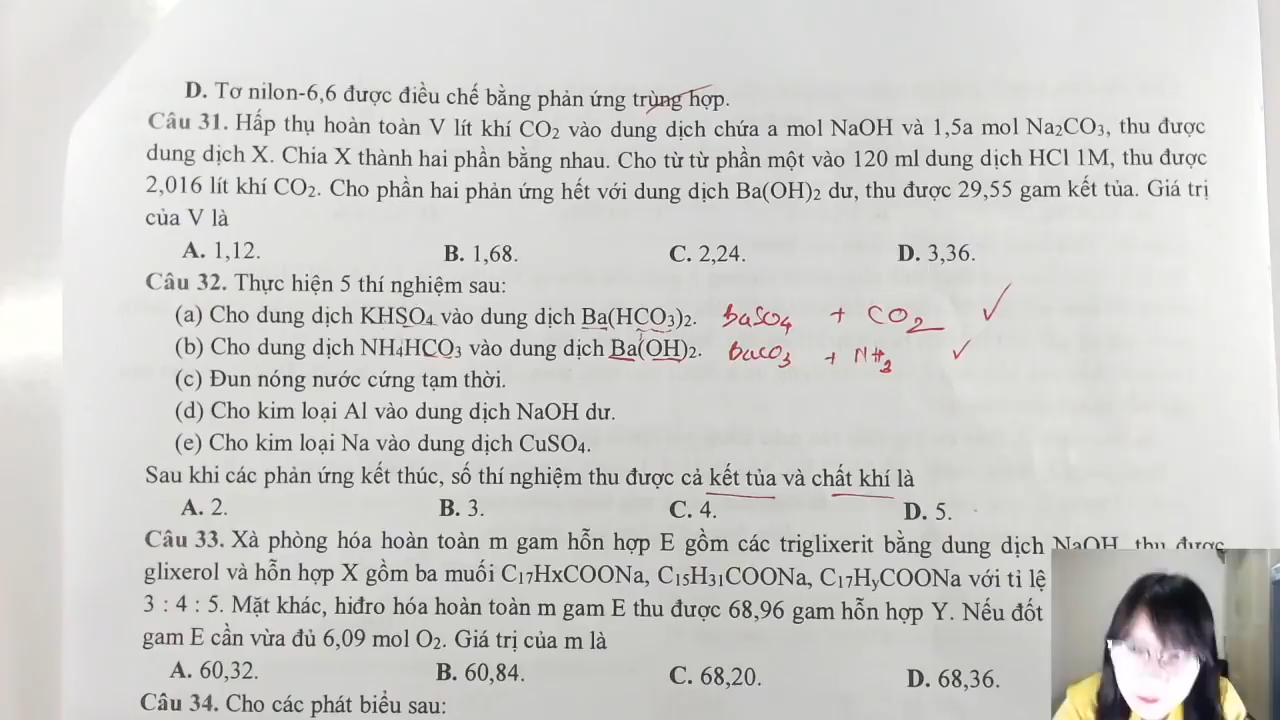 D. Tơ nilon-6,6 được điều chế bằng phản ứng trùng hợp.
Câu 31. Hấp thụ hoàn toàn V lít khí CO₂ vào dung dịch chứa a mol NaOH và 1,5a mol Na₂CO₃, thu được
dung dịch X. Chia X thành hai phần bằng nhau. Cho từ từ phần một vào 120 ml dung dịch HCl 1M, thu được
2,016 lít khí CO₂. Cho phần hai phản ứng hết với dung dịch Ba(OH)₂ dư, thu được 29,55 gam kết tủa. Giá trị
của V là
A. 1,12. B. 1,68. C. 2,24. D. 3,36.
Câu 32. Thực hiện 5 thí nghiệm sau:
(a) Cho dung dịch KHSO₄ vào dung dịch Ba(HCO₃)₂. BaSO₄ + CO₂ ✓
(b) Cho dung dịch NH₄HCO₃ vào dung dịch Ba(OH)₂. BaCO₃ + NH₃ ✓
(c) Đun nóng nước cứng tạm thời.
(d) Cho kim loại Al vào dung dịch NaOH dư.
(e) Cho kim loại Na vào dung dịch CuSO₄.
Sau khi các phản ứng kết thúc, số thí nghiệm thu được cả kết tủa và chất khí là
A. 2. B. 3. C. 4. D. 5.
Câu 33. Xà phòng hóa hoàn toàn m gam hỗn hợp E gồm các triglixerit bằng dung dịch NaOH, thu được
glixerol và hỗn hợp X gồm ba muối C₁₇HxCOONa, C₁₅H₃₁COONa, C₁₇HyCOONa với tỉ lệ
3 : 4 : 5. Mặt khác, hiđro hóa hoàn toàn m gam E thu được 68,96 gam hỗn hợp Y. Nếu đốt
gam E cần vừa đủ 6,09 mol O₂. Giá trị của m là
A. 60,32. B. 60,84. C. 68,20. D. 68,36.
Câu 34. Cho các phát biểu sau: